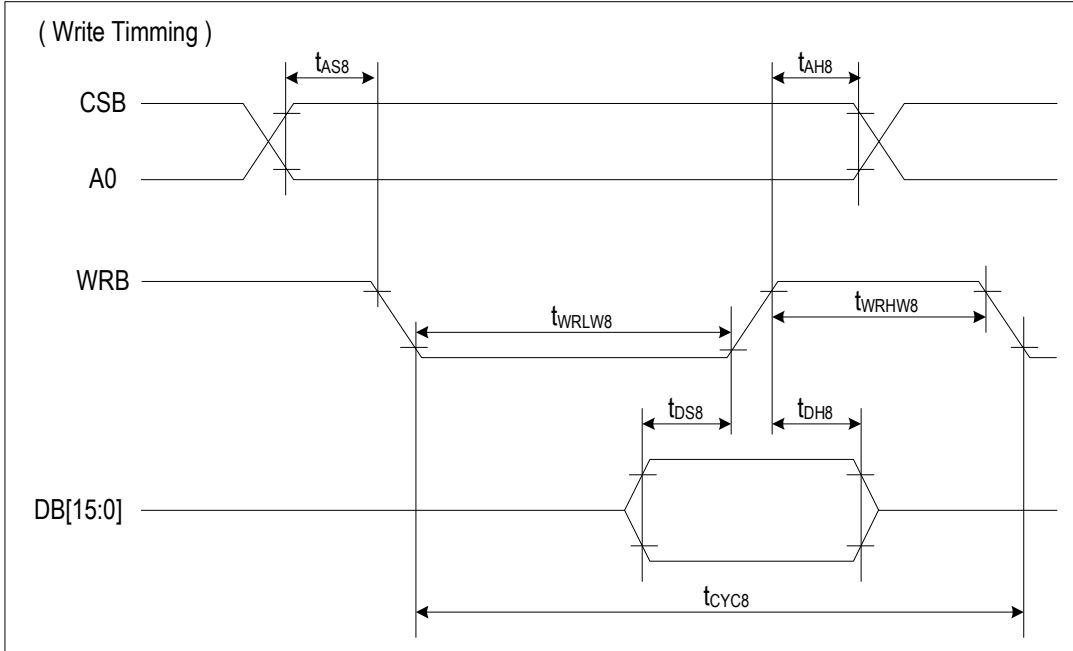 ( Write Timming )
tAS8
tAH8
CSB
A0
WRB
tWRLW8
tWRHW8
tDS8
tDH8
DB[15:0]
tCYC8